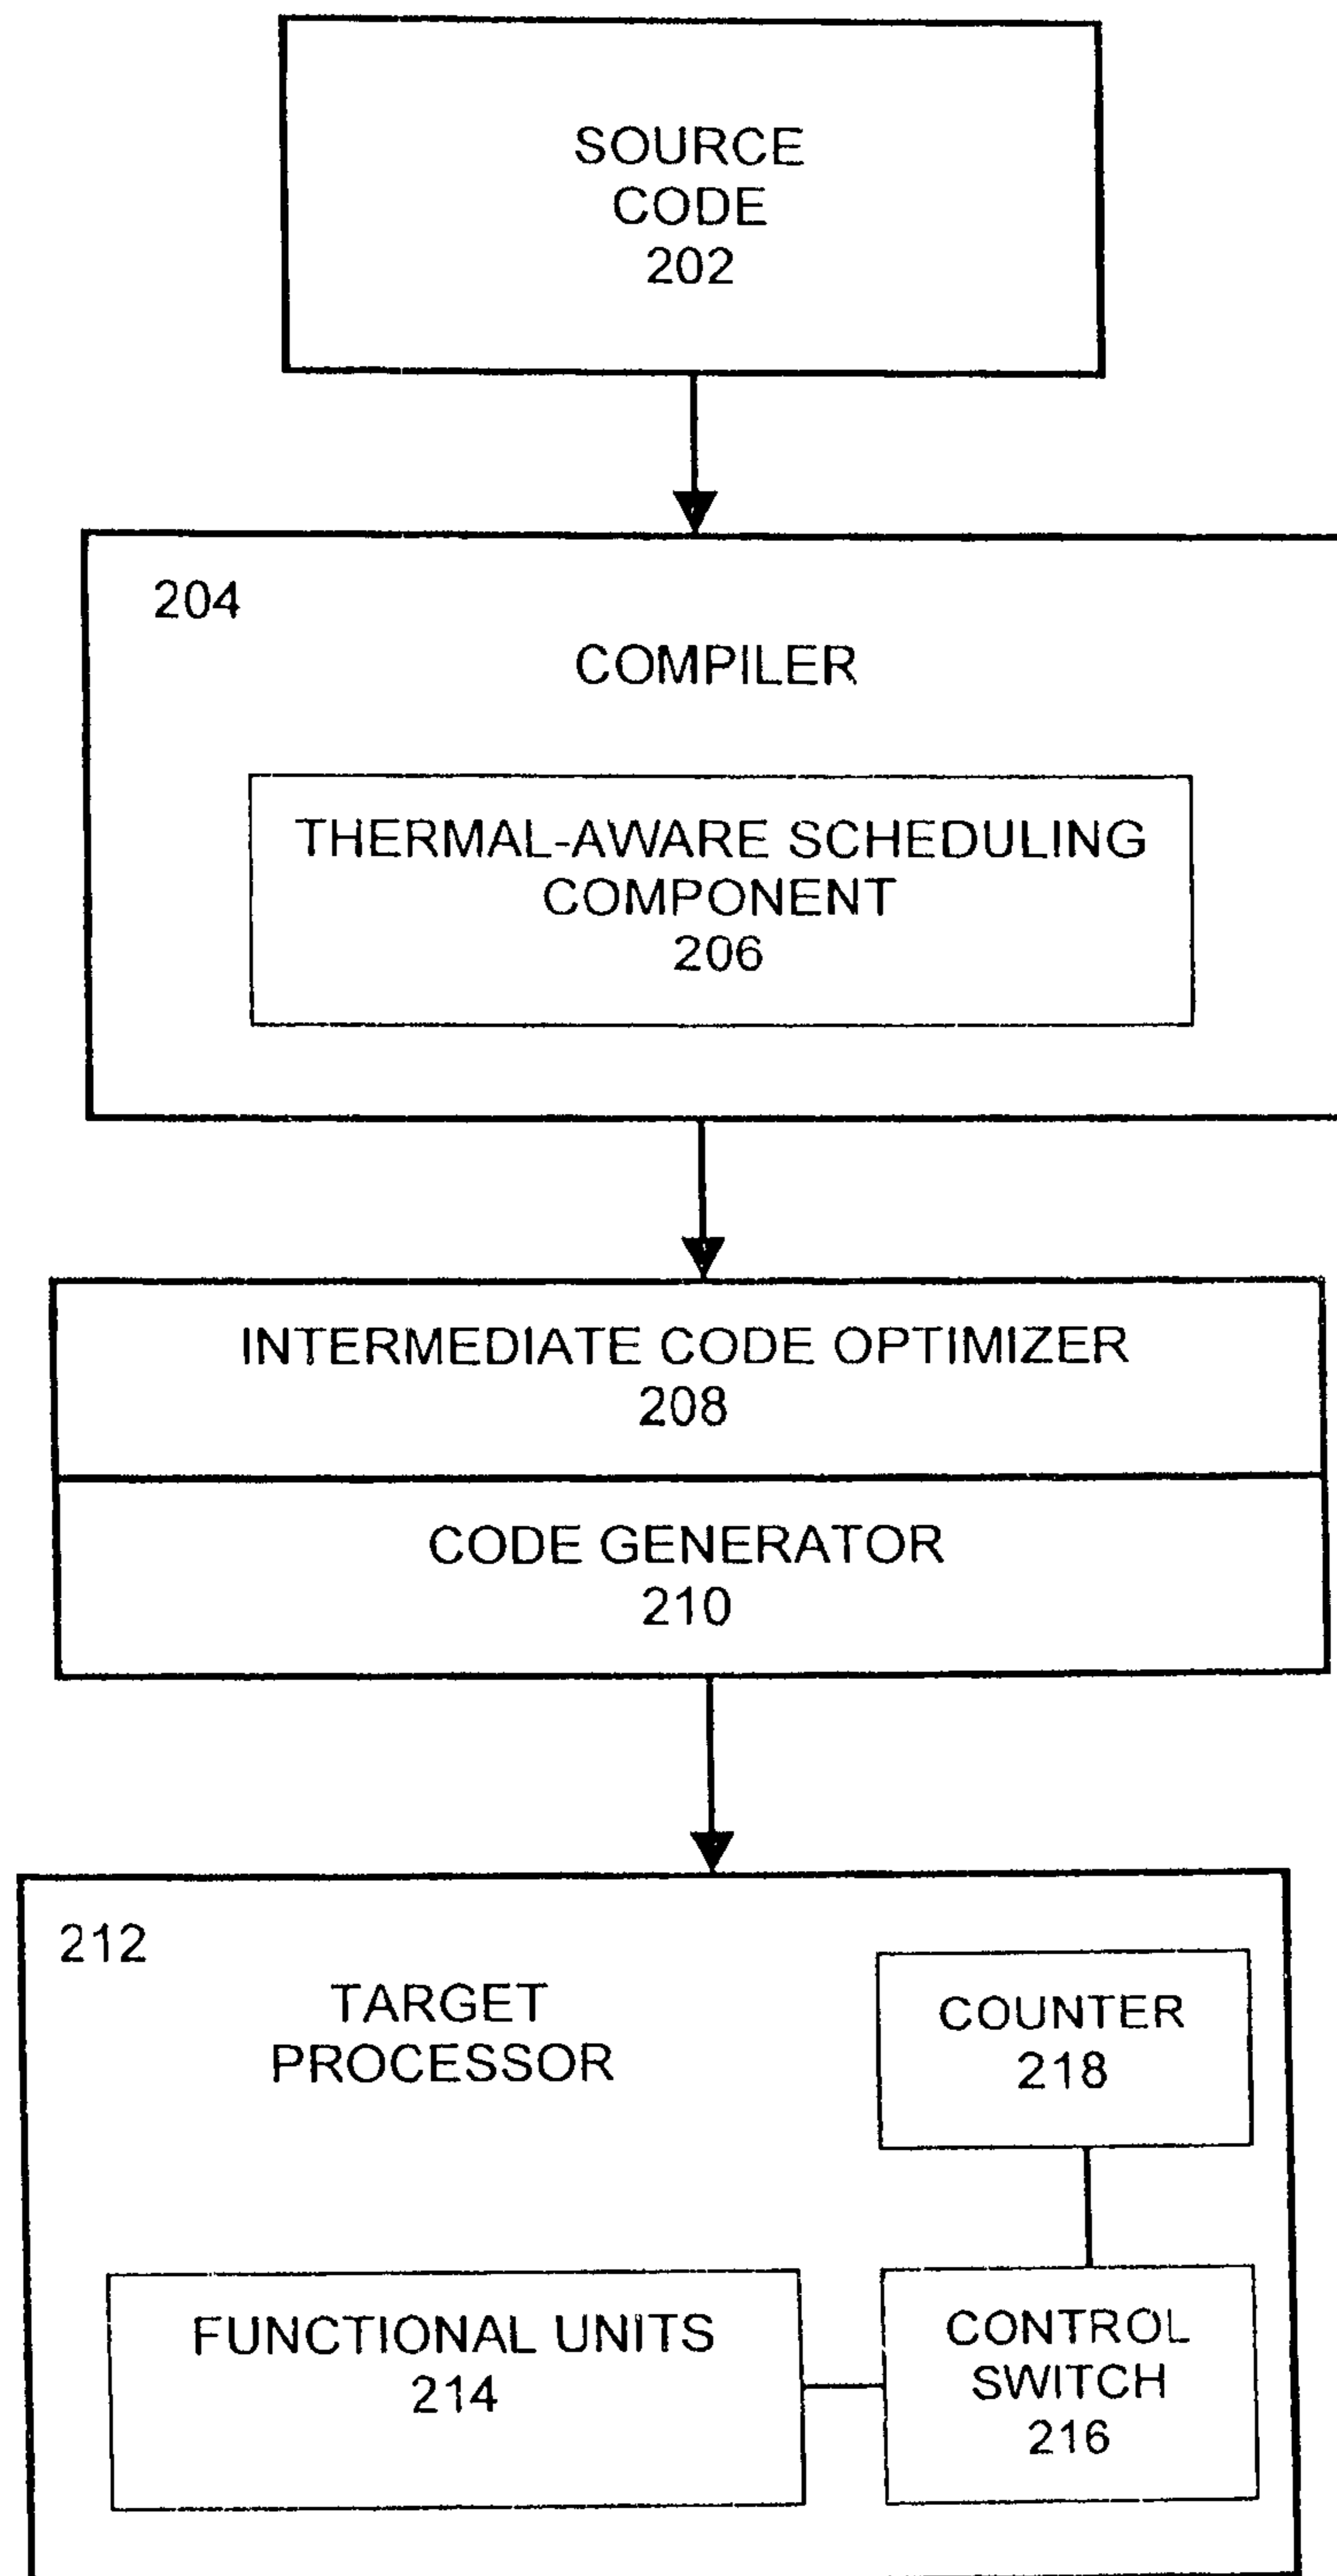 SOURCE
CODE
202
204
COMPILER
THERMAL-AWARE SCHEDULING
COMPONENT
206
INTERMEDIATE CODE OPTIMIZER
208
CODE GENERATOR
210
212
TARGET
PROCESSOR
COUNTER
218
FUNCTIONAL UNITS
214
CONTROL
SWITCH
216